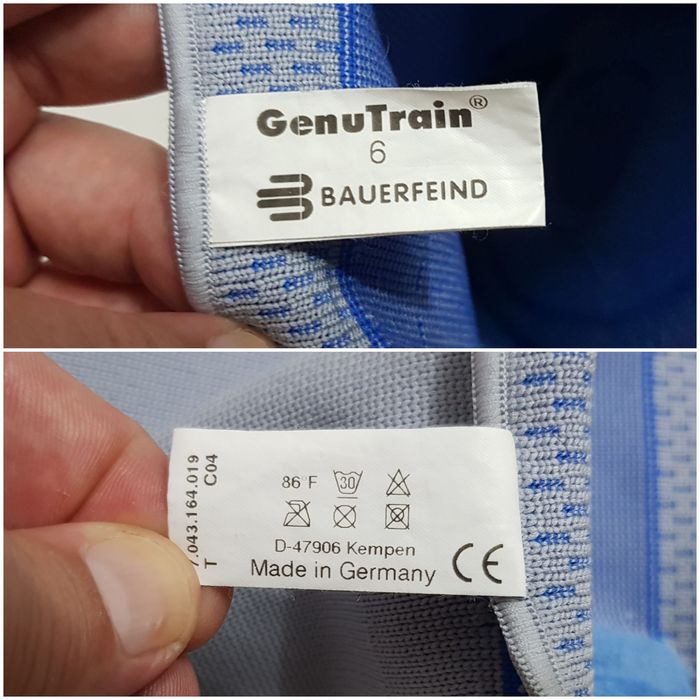 GenuTrain®
6
BAUERFEIND
86°F 30
D-47906 Kempen
Made in Germany CE
.043.164.019
C04
T